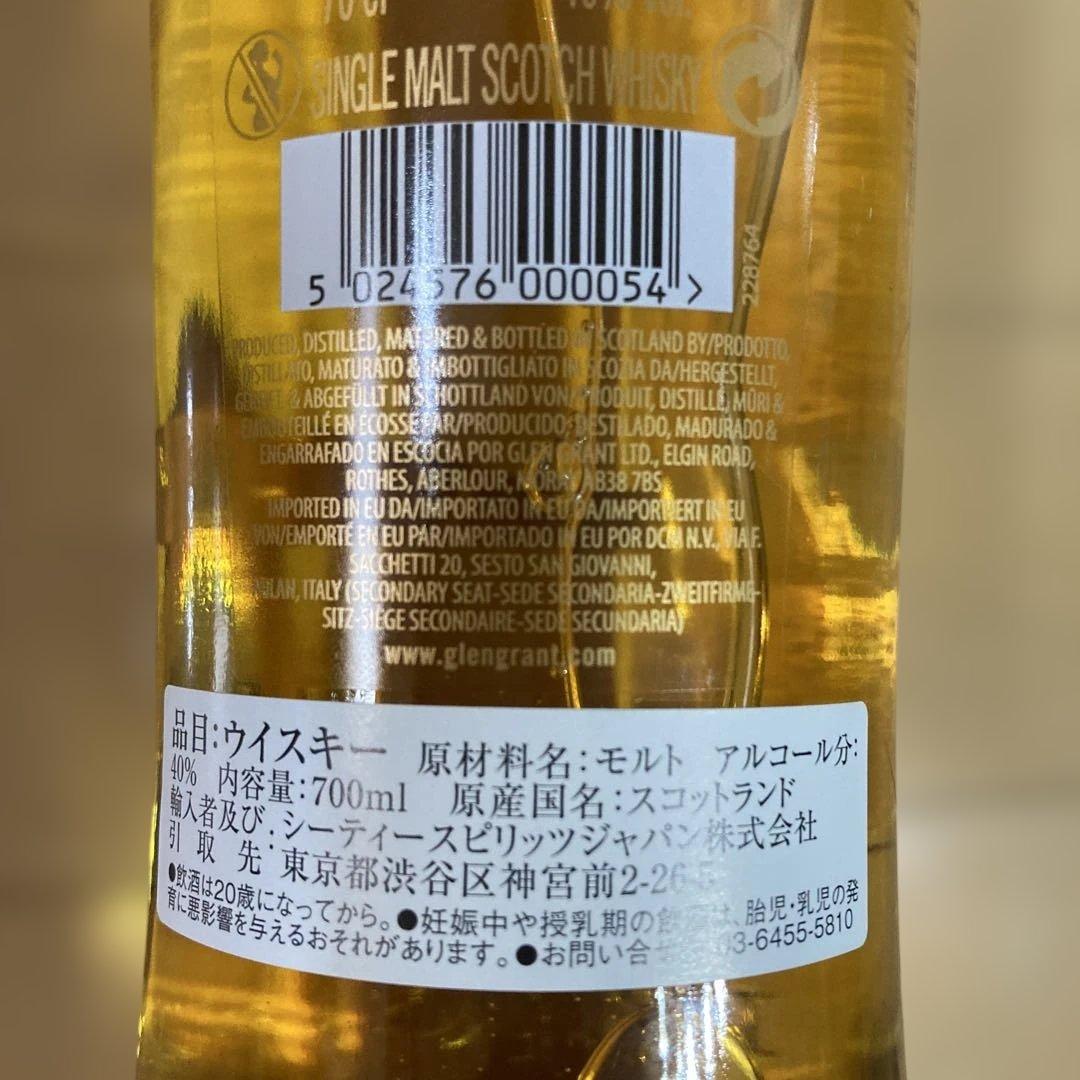 70 cl 40% vol.
SINGLE MALT SCOTCH WHISKY
5 024576 000054 >
228764
PRODUCED, DISTILLED, MATURED & BOTTLED IN SCOTLAND BY/PRODOTTO,
DISTILLATO, MATURATO & IMBOTTIGLIATO IN SCOZIA DA/HERGESTELLT,
GEREIFT & ABGEFÜLLT IN SCHOTTLAND VON/PRODUIT, DISTILLÉ, MÛRI &
EMBOUTEILLÉ EN ÉCOSSE PAR/PRODUCIDO, DESTILADO, MADURADO &
ENGARRAFADO EN ESCOCIA POR GLEN GRANT LTD., ELGIN ROAD,
ROTHES, ABERLOUR, MORAY AB38 7BS
IMPORTED IN EU DA/IMPORTATO IN EU DA/IMPORTIERT IN EU
VON/EMPORTÉ EN EU PAR/IMPORTADO IN EU POR DCM N.V., VIA F.
SACCHETTI 20, SESTO SAN GIOVANNI,
MILAN, ITALY (SECONDARY SEAT-SEDE SECONDARIA-ZWEITFIRME-
SITZ-SIEGE SECONDAIRE-SEDE SECUNDARIA)
www.glengrant.com
品目:ウイスキー 原材料名:モルト アルコール分:
40% 内容量:700ml 原産国名:スコットランド
輸入者及び:シーティースピリッツジャパン株式会社
引取先:東京都渋谷区神宮前2-26-5
●飲酒は20歳になってから。●妊娠中や授乳期の飲酒は、胎児・乳児の発
育に悪影響を与えるおそれがあります。●お問い合せ 03-6455-5810